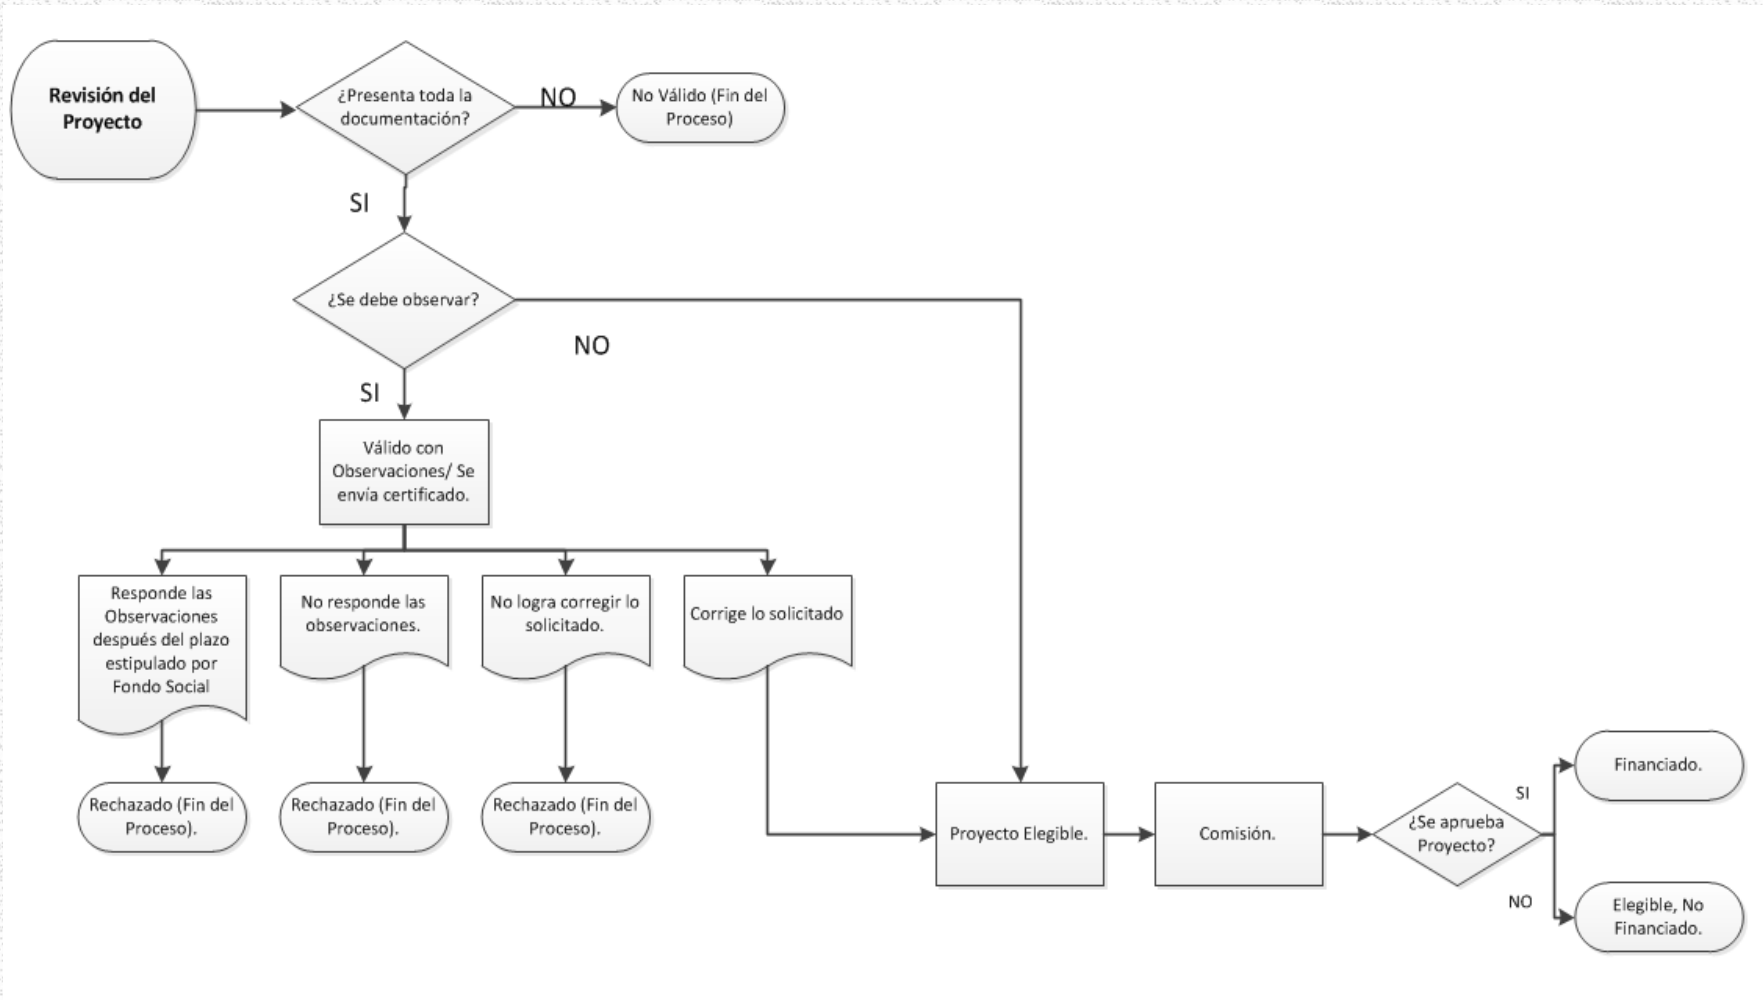 Revisión del
Proyecto
¿Presenta toda la
documentación?
NO
No Válido (Fin del
Proceso)
SI
¿Se debe observar?
NO
SI
Válido con
Observaciones/ Se
envía certificado.
Responde las
Observaciones
después del plazo
estipulado por
Fondo Social
No responde las
observaciones.
No logra corregir lo
solicitado.
Corrige lo solicitado
Rechazado (Fin del
Proceso).
Rechazado (Fin del
Proceso).
Rechazado (Fin del
Proceso).
Proyecto Elegible.
Comisión.
¿Se aprueba
Proyecto?
SI
Financiado.
NO
Elegible, No
Financiado.